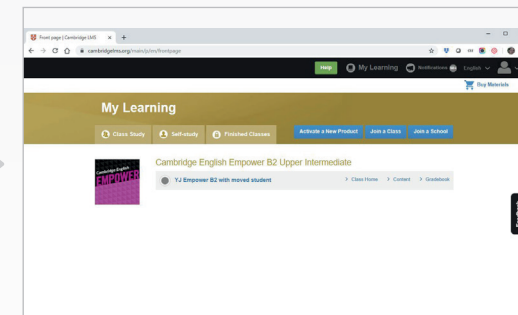 Front page | Cambridge LMS
cambridgelms.org/main/p/en/frontpage
Help My Learning Notifications English
Buy Materials
My Learning
Class Study Self-study Finished Classes Activate a New Product Join a Class Join a School
Cambridge English Empower B2 Upper Intermediate
Cambridge English
EMPOWER
YJ Empower B2 with moved student Class Home Content Gradebook